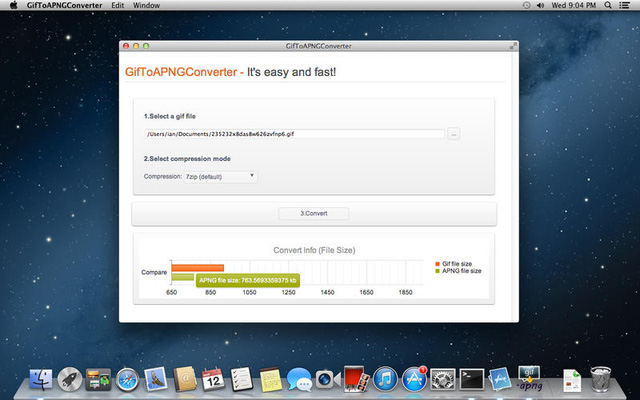 GifToAPNGConverter Edit Window Wed 9:04 PM
GifToAPNGConverter
GifToAPNGConverter - It's easy and fast!
1.Select a gif file
/Users/ian/Documents/235232x8das8w626zvfnp6.gif
...
2.Select compression mode
Compression: 7zip (default)
3.Convert
Convert Info (File Size)
Compare
Gif file size
APNG file size
APNG file size: 763.5693359375 kb
650 850 1050 1250 1450 1650 1850
12
1
gif
apng